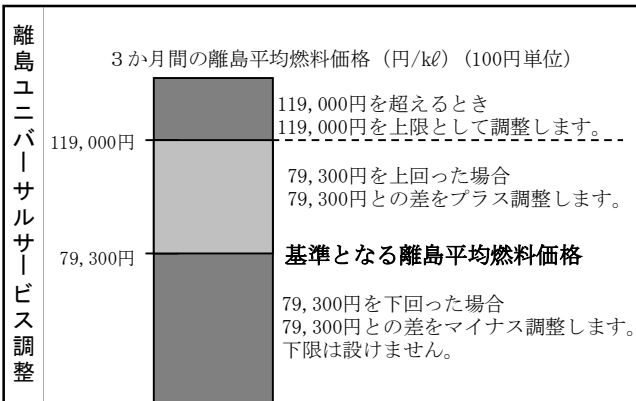 離島ユニバーサルサービス調整
3か月間の離島平均燃料価格（円/kℓ）（100円単位）
119,000円を超えるとき
119,000円を上限として調整します。
119,000円
79,300円を上回った場合
79,300円との差をプラス調整します。
79,300円
基準となる離島平均燃料価格
79,300円を下回った場合
79,300円との差をマイナス調整します。
下限は設けません。